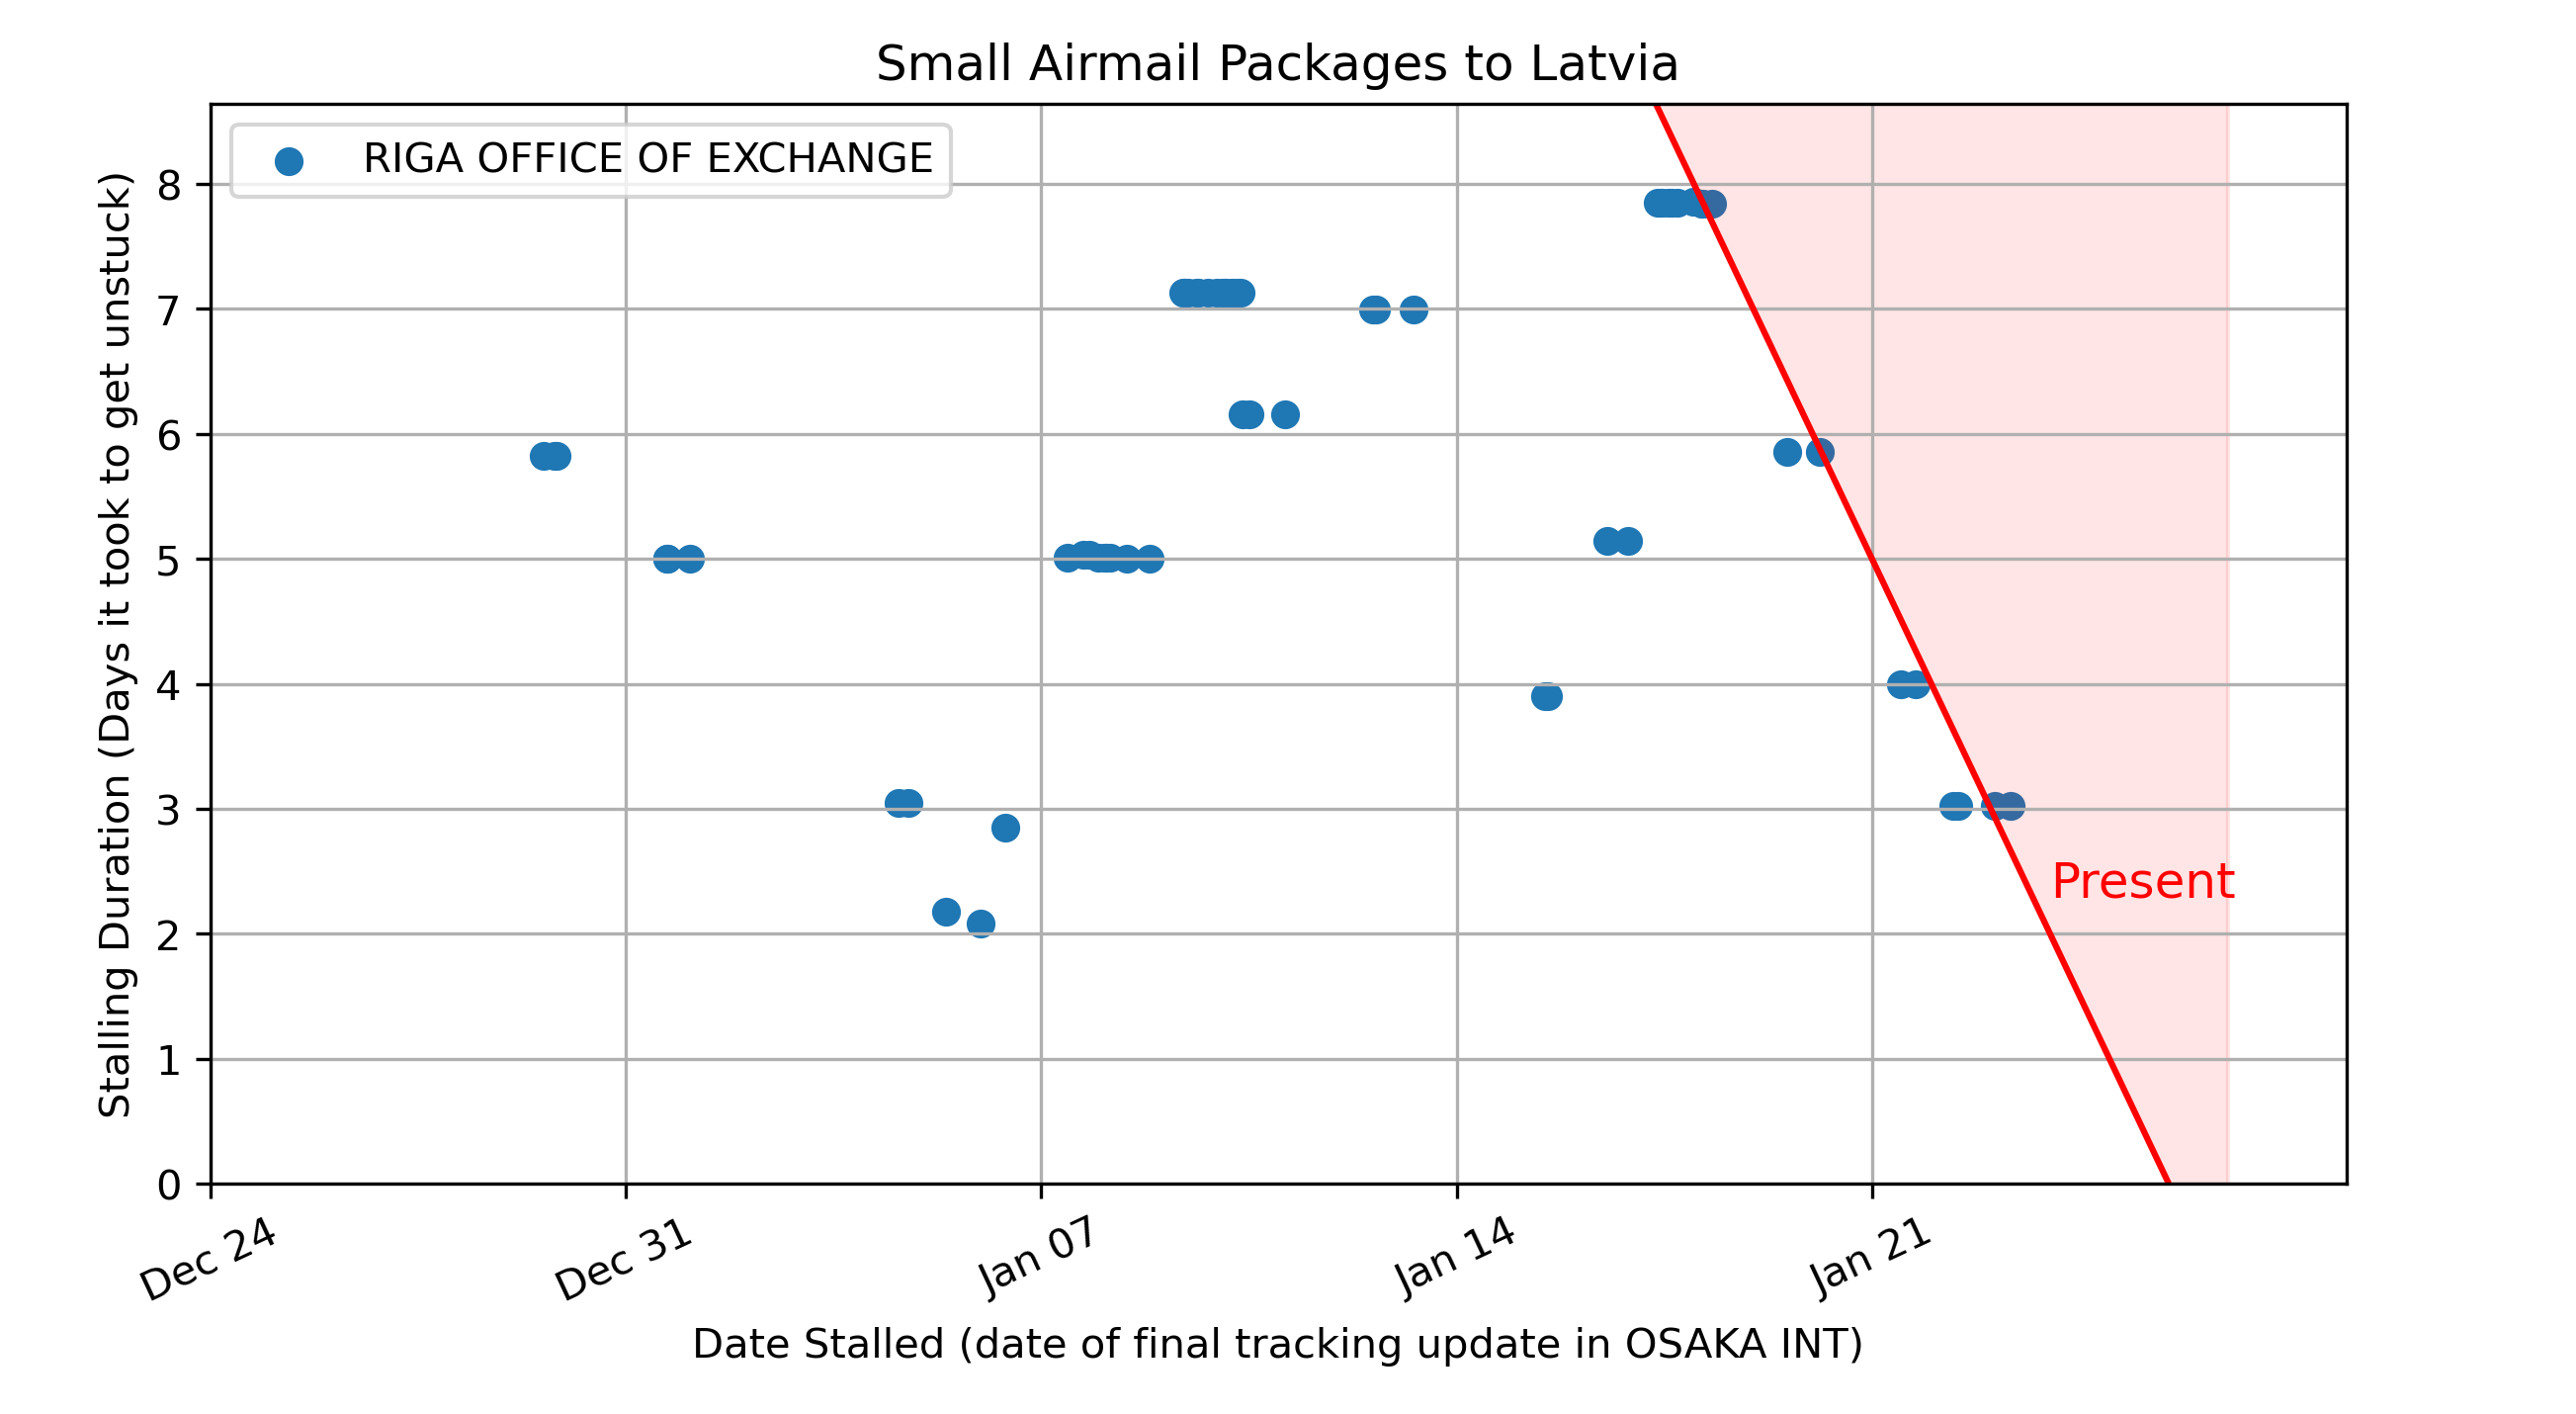 Small Airmail Packages to Latvia
RIGA OFFICE OF EXCHANGE
Stalling Duration (Days it took to get unstuck)
8
7
6
5
4
3
2
1
0
Present
Dec 24
Dec 31
Jan 07
Jan 14
Jan 21
Date Stalled (date of final tracking update in OSAKA INT)